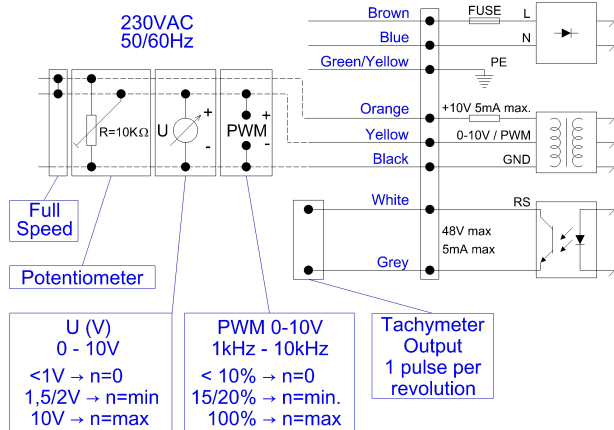 230VAC
50/60Hz
Brown
FUSE
L
Blue
N
Green/Yellow
PE
Orange
+10V 5mA max.
Yellow
0-10V / PWM
Black
GND
R=10KΩ
U
+
-
PWM
+
-
White
RS
48V max
5mA max
Grey
Full
Speed
Potentiometer
U (V)
0 - 10V
<1V → n=0
1,5/2V → n=min
10V → n=max
PWM 0-10V
1kHz - 10kHz
< 10% → n=0
15/20% → n=min.
100% → n=max
Tachymeter
Output
1 pulse per
revolution